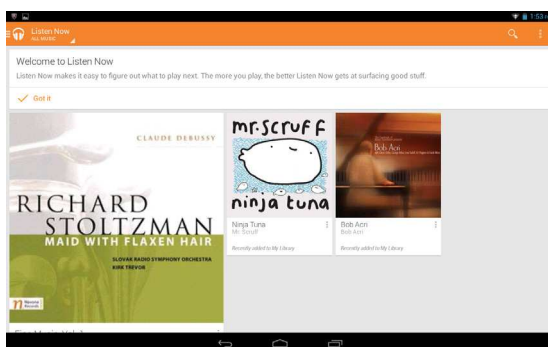 1:53
Listen Now
ALL MUSIC
Welcome to Listen Now
Listen Now makes it easy to figure out what to play next. The more you play, the better Listen Now gets at surfacing good stuff.
Got it
CLAUDE DEBUSSY
RICHARD
STOLTZMAN
MAID WITH FLAXEN HAIR
SLOVAK RADIO SYMPHONY ORCHESTRA
KIRK TREVOR
mr.scruff
ninja tuna
Bob Acri
Ninja Tuna
Mr. Scruff
Recently added to My Library
Bob Acri
Bob Acri
Recently added to My Library